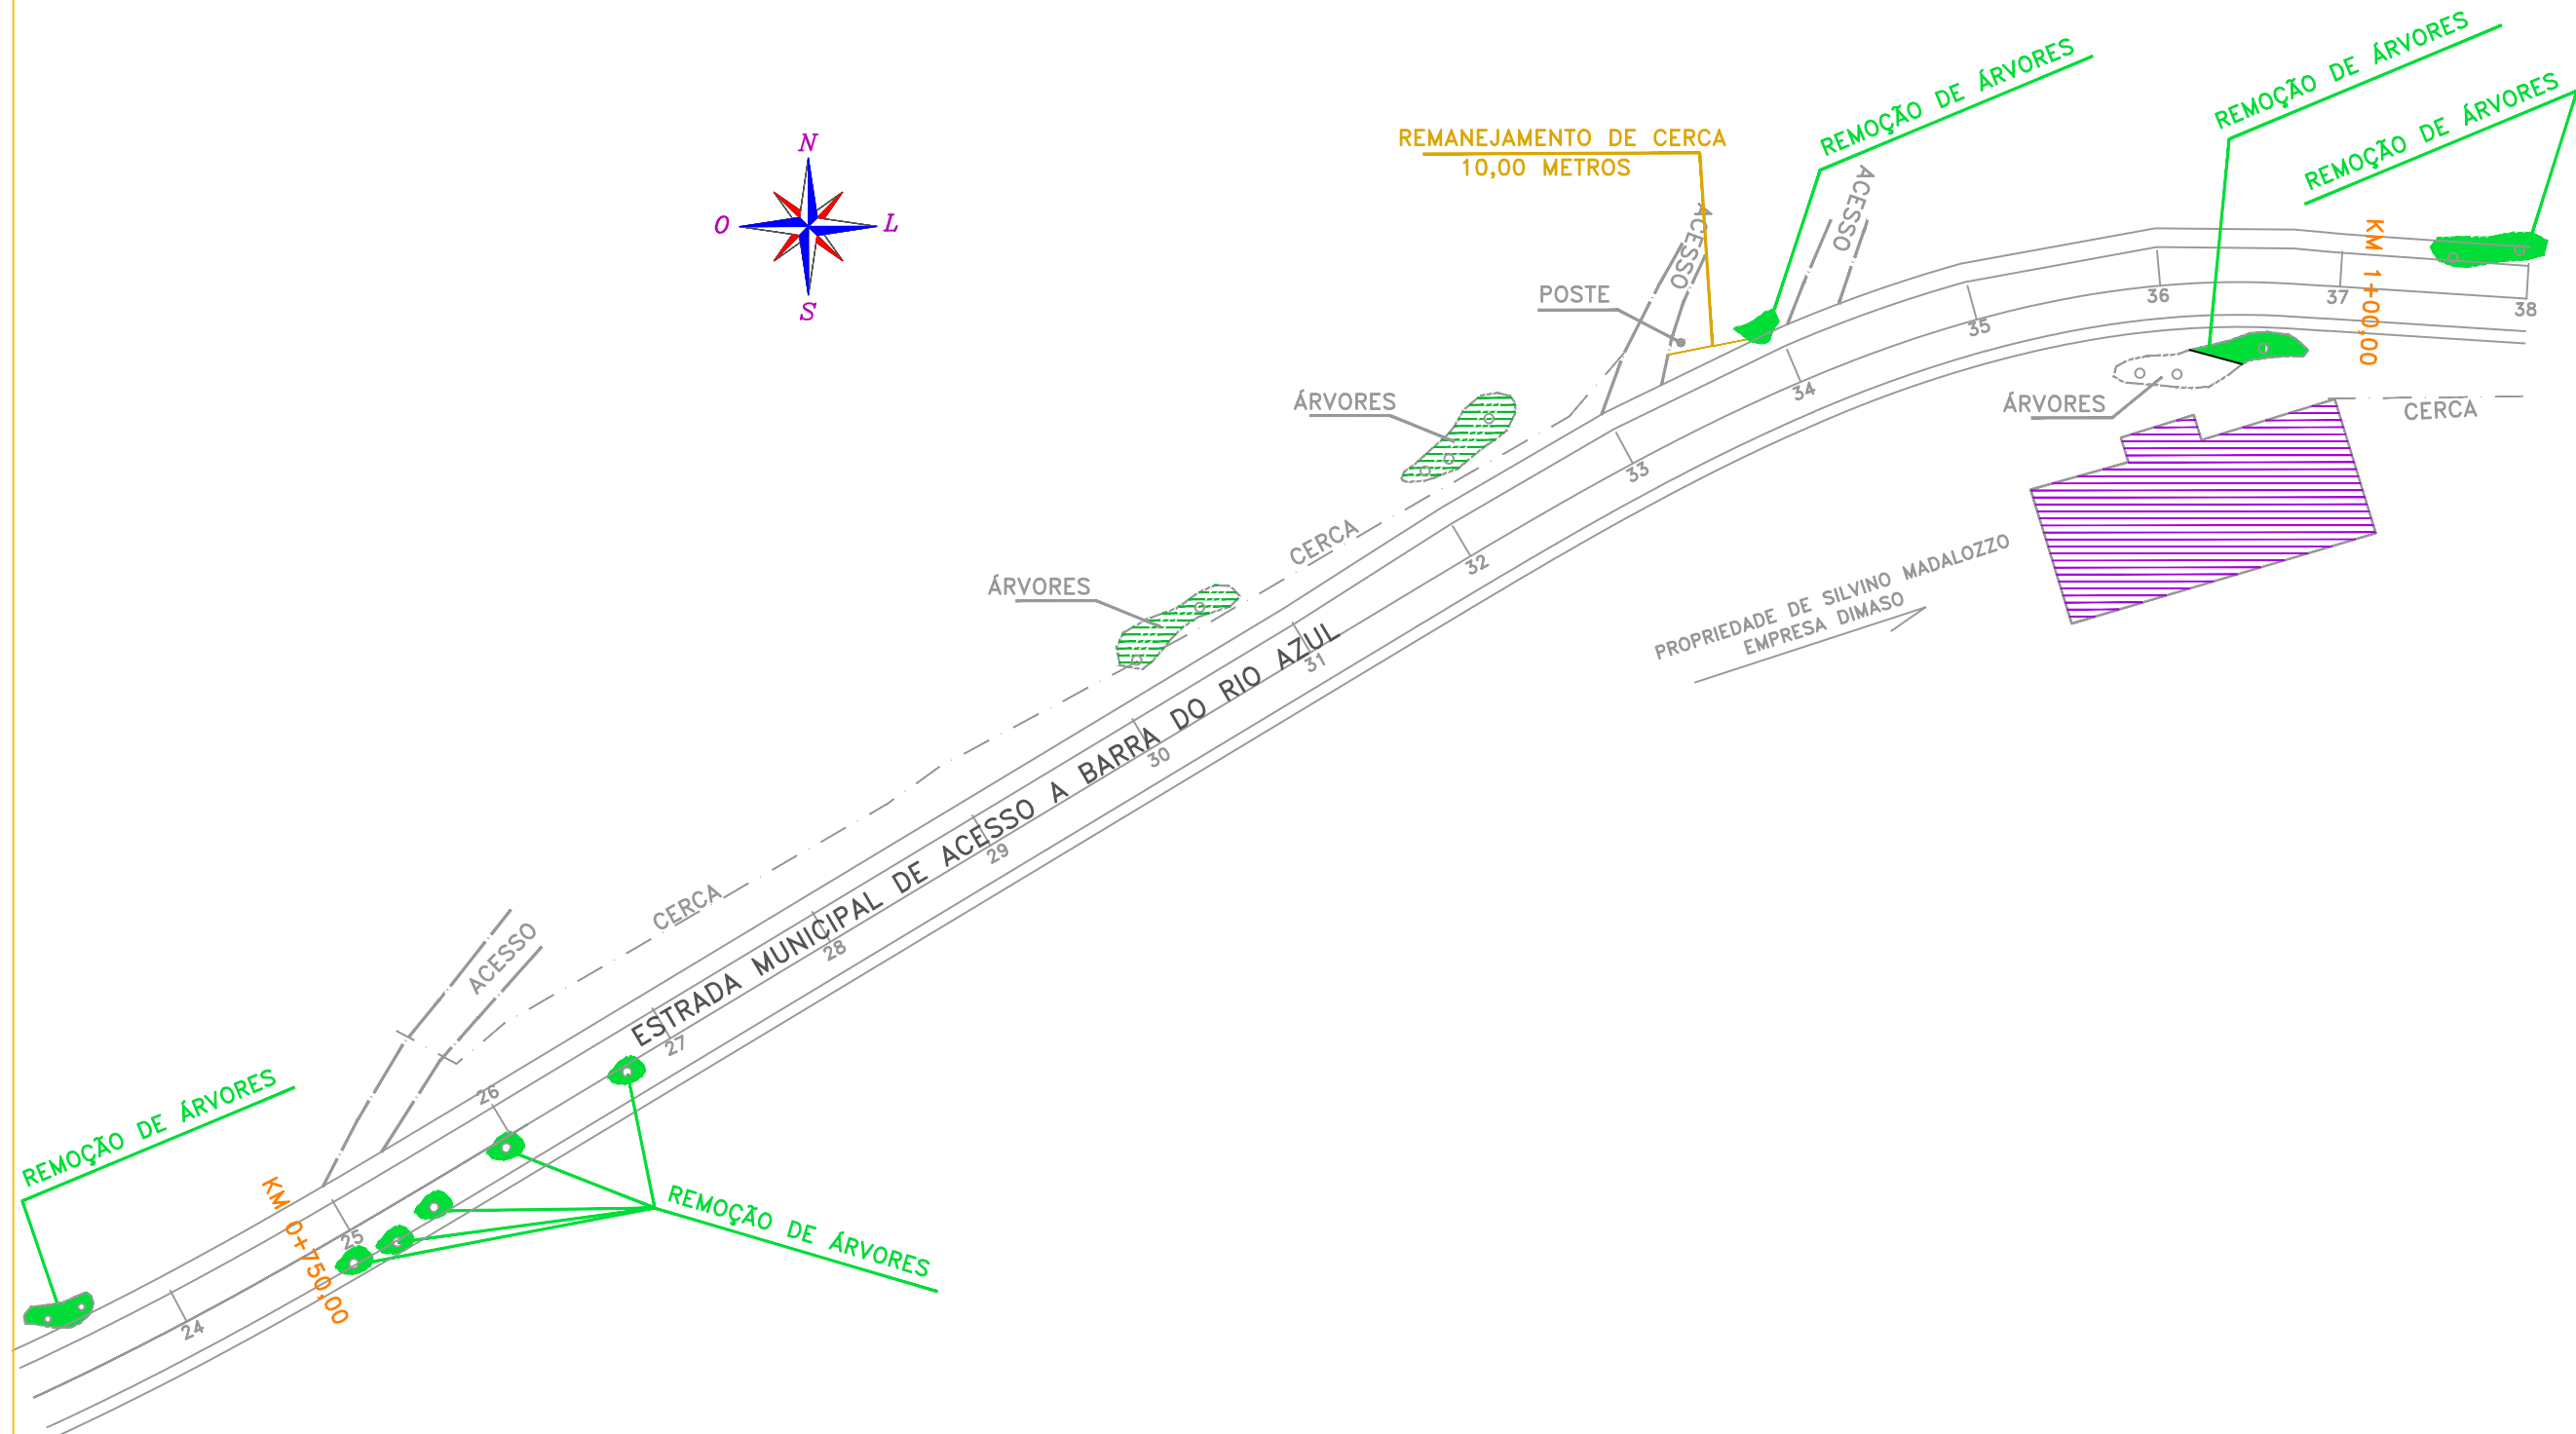 REMOÇÃO DE ÁRVORES
REMOÇÃO DE ÁRVORES
REMOÇÃO DE ÁRVORES
REMANEJAMENTO DE CERCA
10,00 METROS
N
O
L
S
ACESSO
ACESSO
POSTE
KM 1+00,00
36
37
38
35
34
33
32
31
30
29
28
27
26
25
24
ÁRVORES
ÁRVORES
CERCA
CERCA
ÁRVORES
PROPRIEDADE DE SILVINO MADALOZZO
EMPRESA DIMASO
ESTRADA MUNICIPAL DE ACESSO A BARRA DO RIO AZUL
CERCA
ACESSO
REMOÇÃO DE ÁRVORES
KM 0+750,00
REMOÇÃO DE ÁRVORES